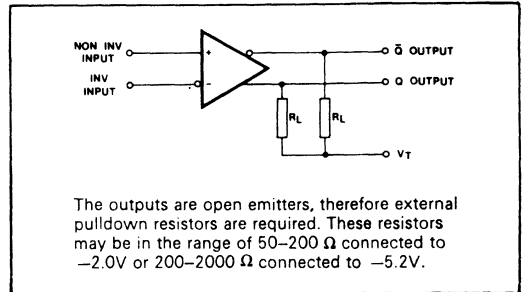 NON INV
INPUT
INV
INPUT
+
−
Q̄ OUTPUT
Q OUTPUT
RL
RL
VT
The outputs are open emitters, therefore external
pulldown resistors are required. These resistors
may be in the range of 50–200 Ω connected to
−2.0V or 200–2000 Ω connected to −5.2V.